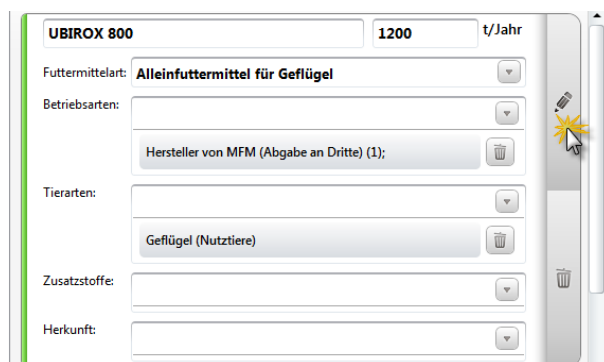 UBIROX 800 1200 t/Jahr
Futtermittelart: Alleinfuttermittel für Geflügel
Betriebsarten:
Hersteller von MFM (Abgabe an Dritte) (1);
Tierarten:
Geflügel (Nutztiere)
Zusatzstoffe:
Herkunft: